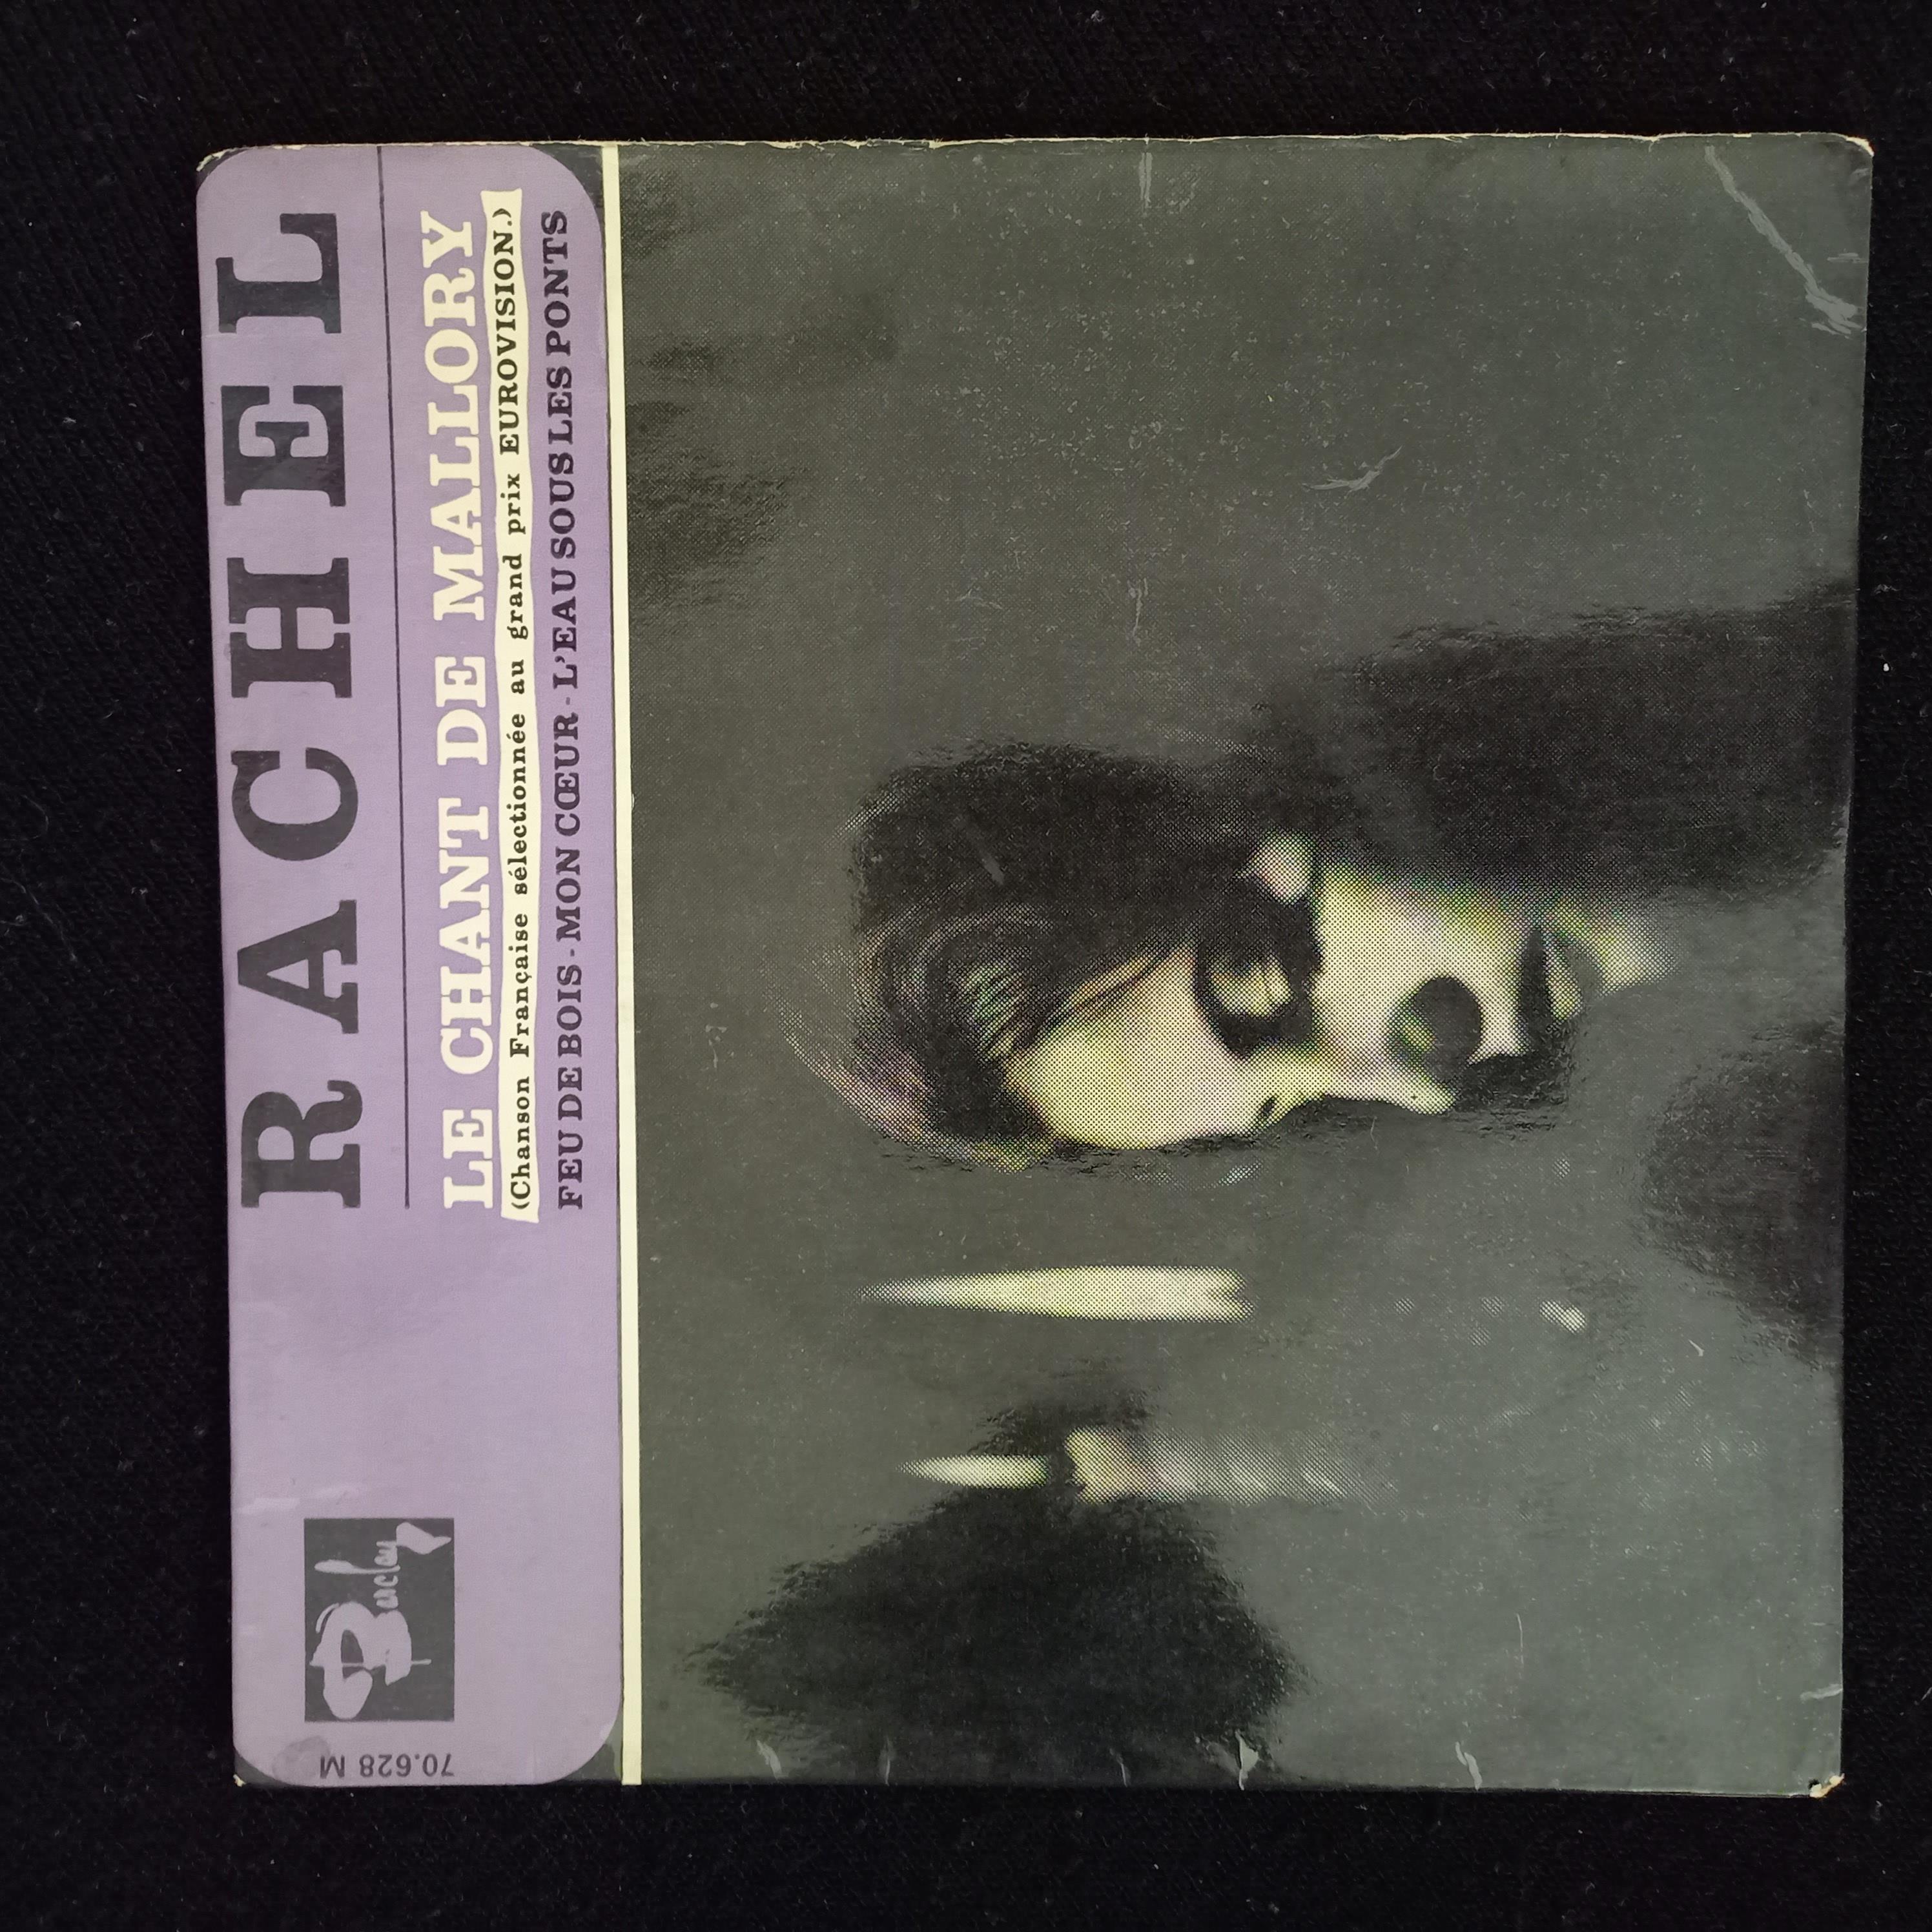 RACHEL
LE CHANT DE MALLORY
(Chanson Française sélectionnée au grand prix EUROVISION.)
FEU DE BOIS - MON CŒUR - L'EAU SOUS LES PONTS
Barclay
70.628 M